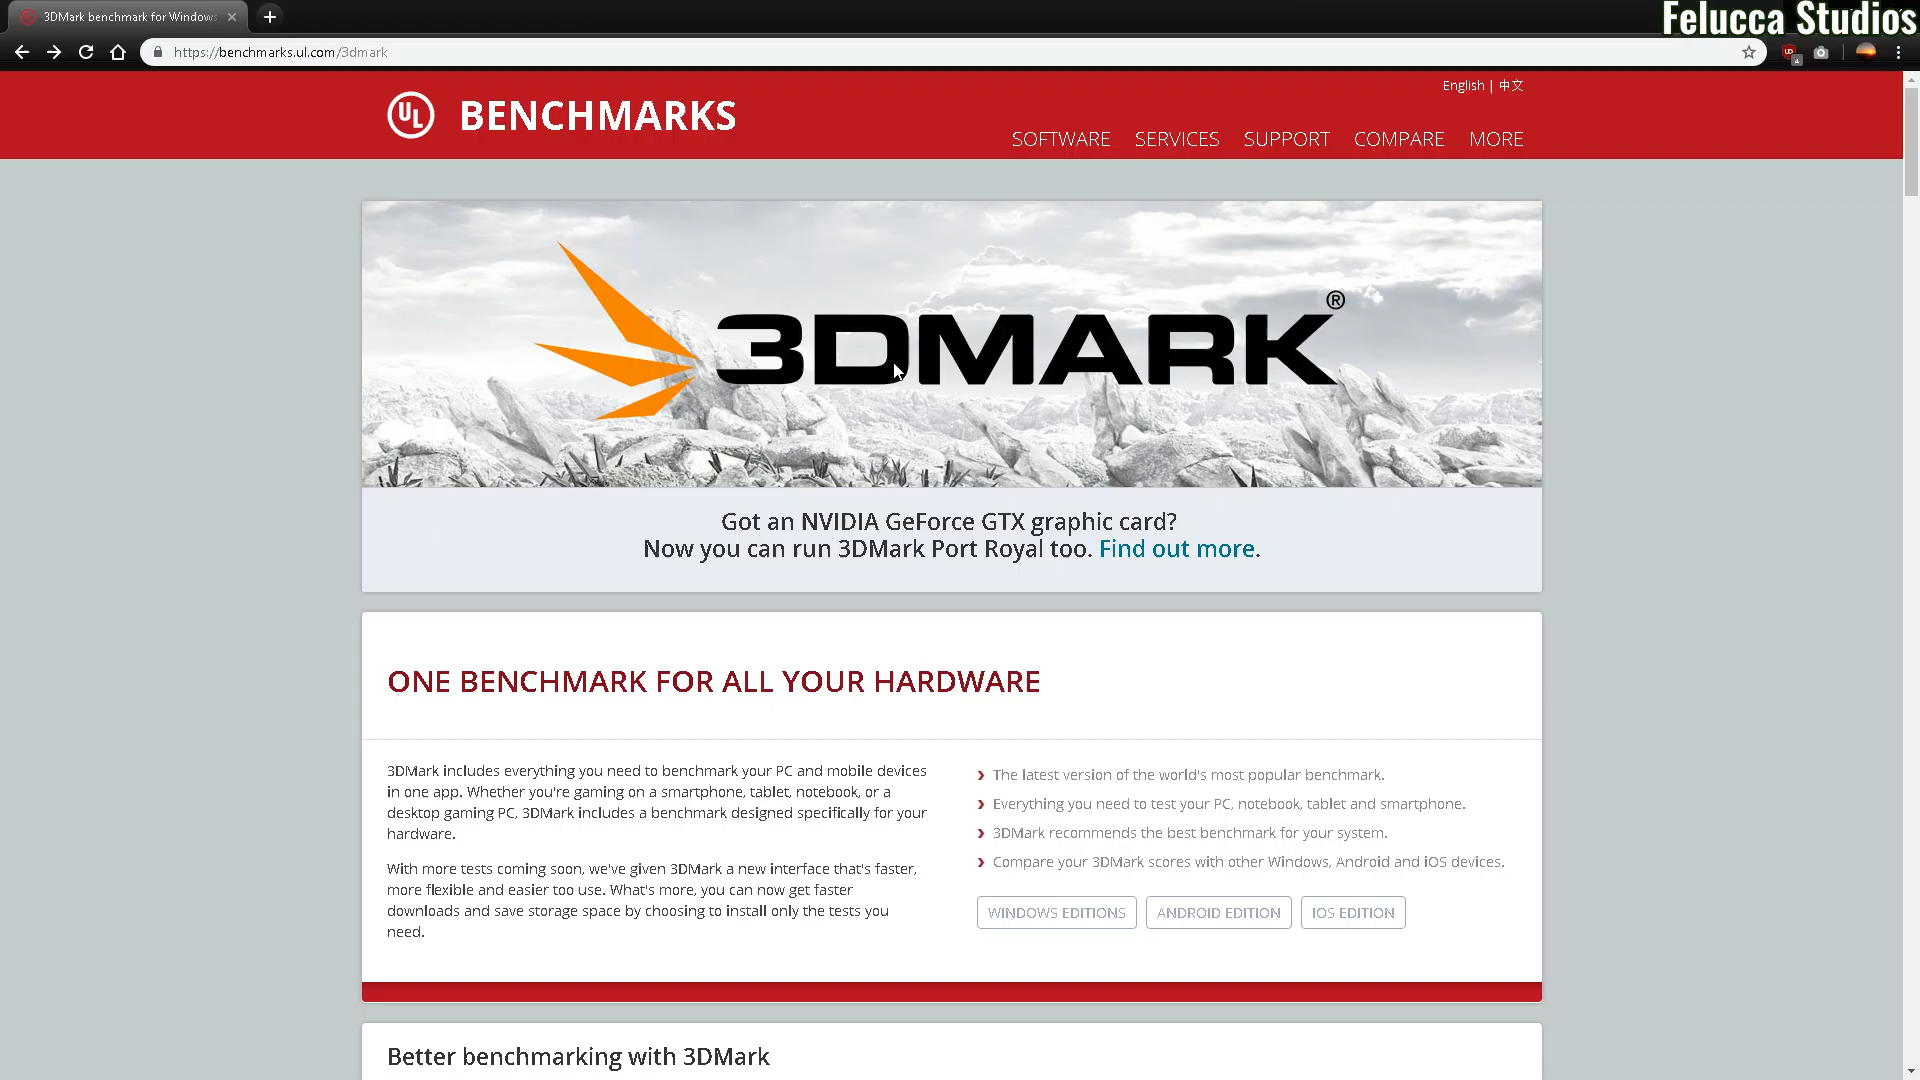 3DMark benchmark for Windows
Felucca Studios
https://benchmarks.ul.com/3dmark
UD
4
English | 中文
UL
BENCHMARKS
SOFTWARE SERVICES SUPPORT COMPARE MORE
3DMARK®
Got an NVIDIA GeForce GTX graphic card?
Now you can run 3DMark Port Royal too. Find out more.
ONE BENCHMARK FOR ALL YOUR HARDWARE
3DMark includes everything you need to benchmark your PC and mobile devices
in one app. Whether you're gaming on a smartphone, tablet, notebook, or a
desktop gaming PC, 3DMark includes a benchmark designed specifically for your
hardware.
With more tests coming soon, we've given 3DMark a new interface that's faster,
more flexible and easier too use. What's more, you can now get faster
downloads and save storage space by choosing to install only the tests you
need.
The latest version of the world's most popular benchmark.
Everything you need to test your PC, notebook, tablet and smartphone.
3DMark recommends the best benchmark for your system.
Compare your 3DMark scores with other Windows, Android and iOS devices.
WINDOWS EDITIONS ANDROID EDITION IOS EDITION
Better benchmarking with 3DMark